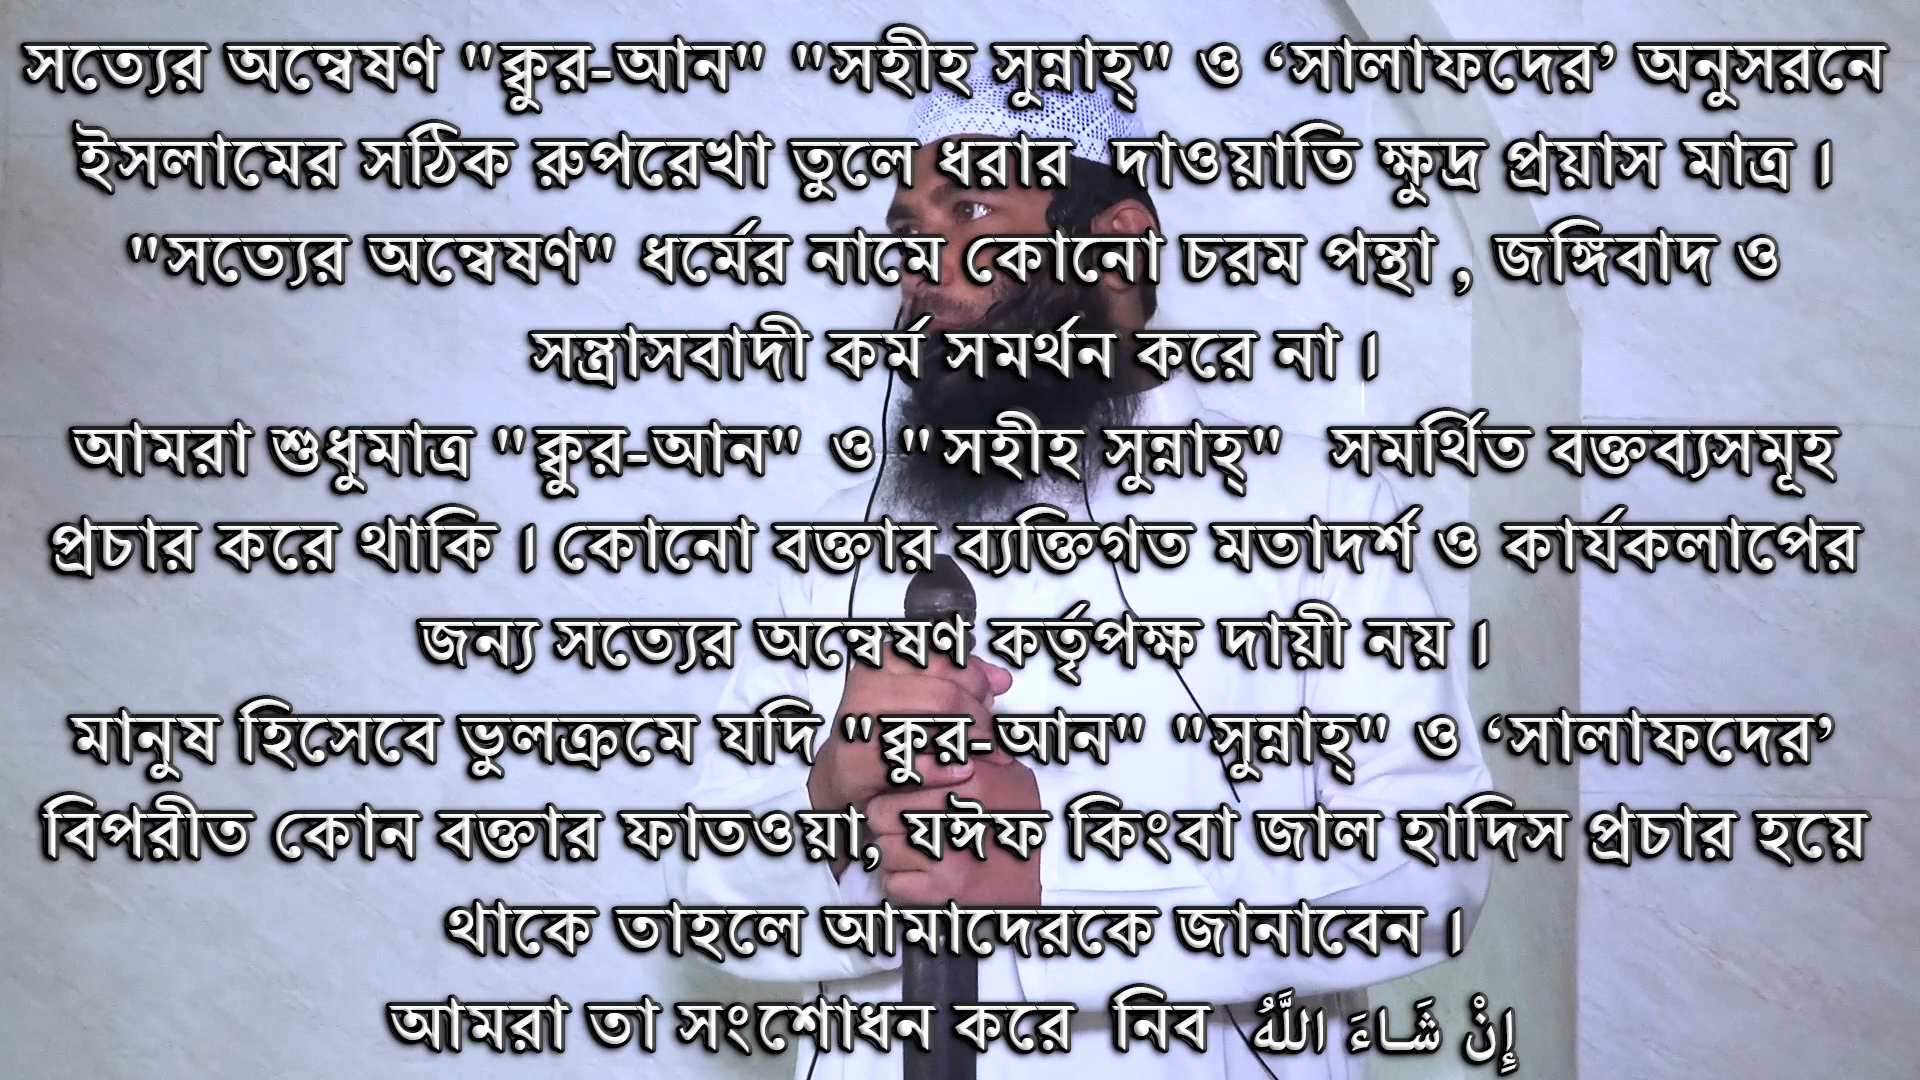 সত্যের অন্বেষণ "ক্বুর-আন" "সহীহ সুন্নাহ্" ও ‘সালাফদের’ অনুসরনে
ইসলামের সঠিক রুপরেখা তুলে ধরার দাওয়াতি ক্ষুদ্র প্রয়াস মাত্র ।
"সত্যের অন্বেষণ" ধর্মের নামে কোনো চরম পন্থা , জঙ্গিবাদ ও
সন্ত্রাসবাদী কর্ম সমর্থন করে না ।
আমরা শুধুমাত্র "ক্বুর-আন" ও "সহীহ সুন্নাহ্" সমর্থিত বক্তব্যসমূহ
প্রচার করে থাকি । কোনো বক্তার ব্যক্তিগত মতাদর্শ ও কার্যকলাপের
জন্য সত্যের অন্বেষণ কর্তৃপক্ষ দায়ী নয় ।
মানুষ হিসেবে ভুলক্রমে যদি "ক্বুর-আন" "সুন্নাহ্" ও ‘সালাফদের’
বিপরীত কোন বক্তার ফাতওয়া, যঈফ কিংবা জাল হাদিস প্রচার হয়ে
থাকে তাহলে আমাদেরকে জানাবেন ।
আমরা তা সংশোধন করে নিব إِنْ شَاءَ اللَّهُ